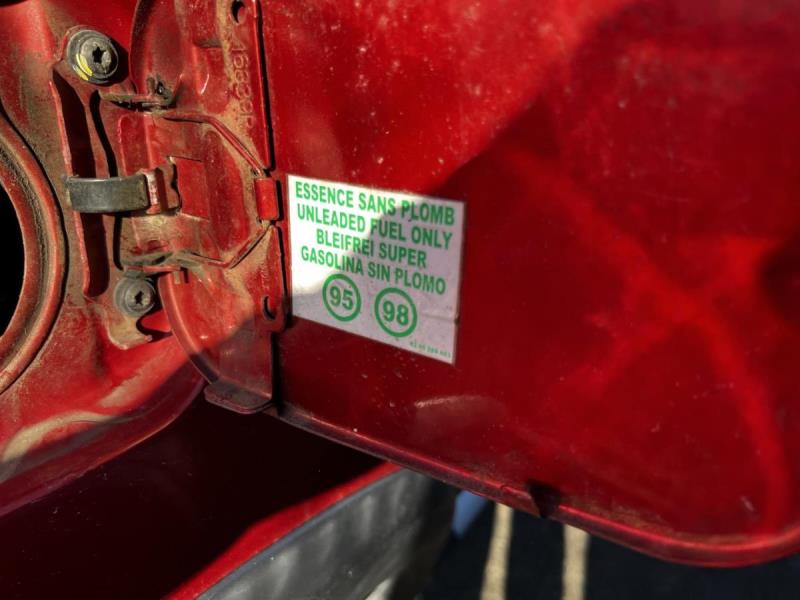 ESSENCE SANS PLOMB
UNLEADED FUEL ONLY
BLEIFREI SUPER
GASOLINA SIN PLOMO
95 98